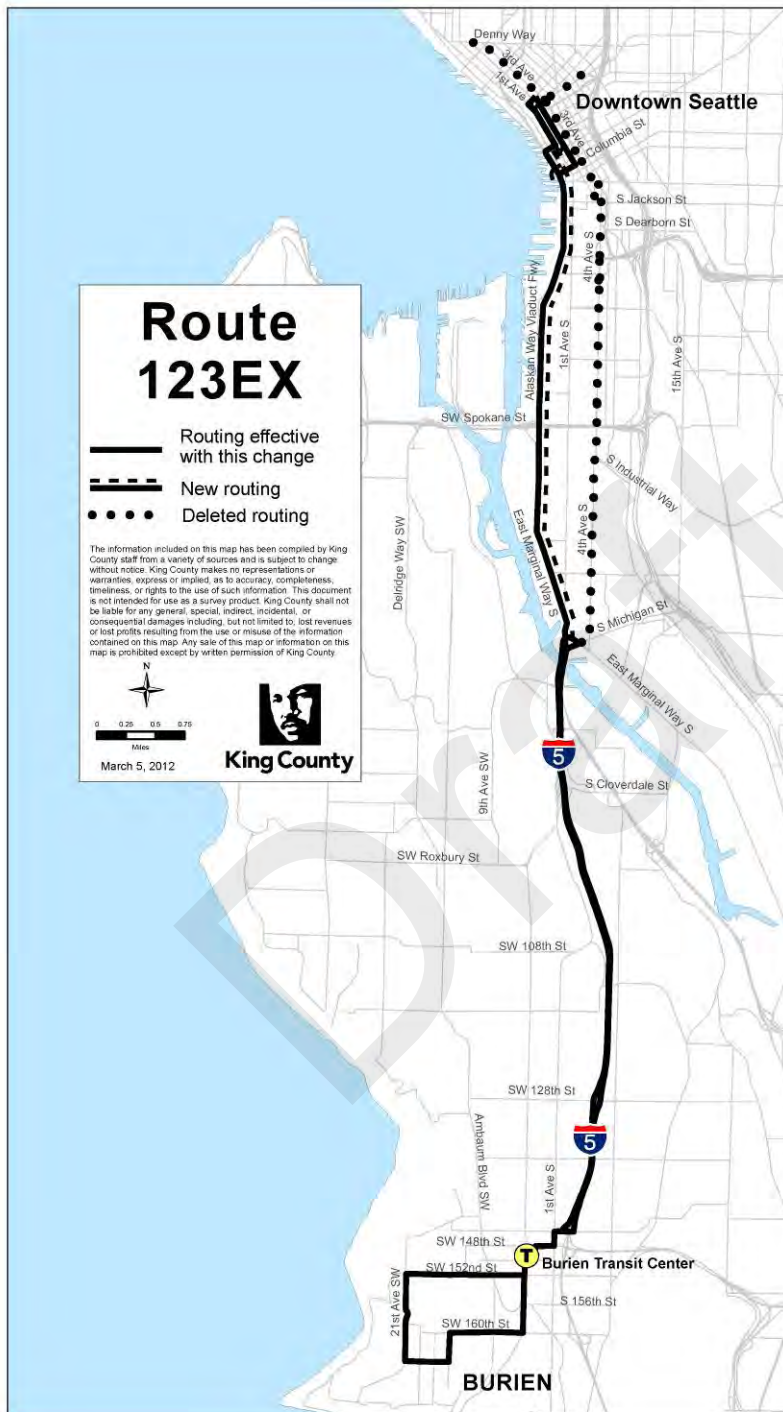 Denny Way
3rd Ave
1st Ave
Downtown Seattle
3rd Ave
Columbia St
S Jackson St
S Dearborn St
4th Ave S
Alaskan Way Viaduct Fwy
1st Ave S
15th Ave S
Route
123EX
Routing effective
with this change
New routing
Deleted routing
The information included on this map has been compiled by King
County staff from a variety of sources and is subject to change
without notice. King County makes no representations or
warranties, express or implied, as to accuracy, completeness,
timeliness, or rights to the use of such information. This document
is not intended for use as a survey product. King County shall not
be liable for any general, special, indirect, incidental, or
consequential damages including, but not limited to, lost revenues
or lost profits resulting from the use or misuse of the information
contained on this map. Any sale of this map or information on this
map is prohibited except by written permission of King County.
N
0 0.25 0.5 0.75
Miles
March 5, 2012
King County
SW Spokane St
S Industrial Way
Delridge Way SW
East Marginal Way S
4th Ave S
S Michigan St
East Marginal Way S
5
9th Ave SW
S Cloverdale St
SW Roxbury St
Draft
SW 108th St
SW 128th St
5
Ambaum Blvd SW
1st Ave S
SW 148th St
T
Burien Transit Center
SW 152nd St
21st Ave SW
S 156th St
SW 160th St
BURIEN